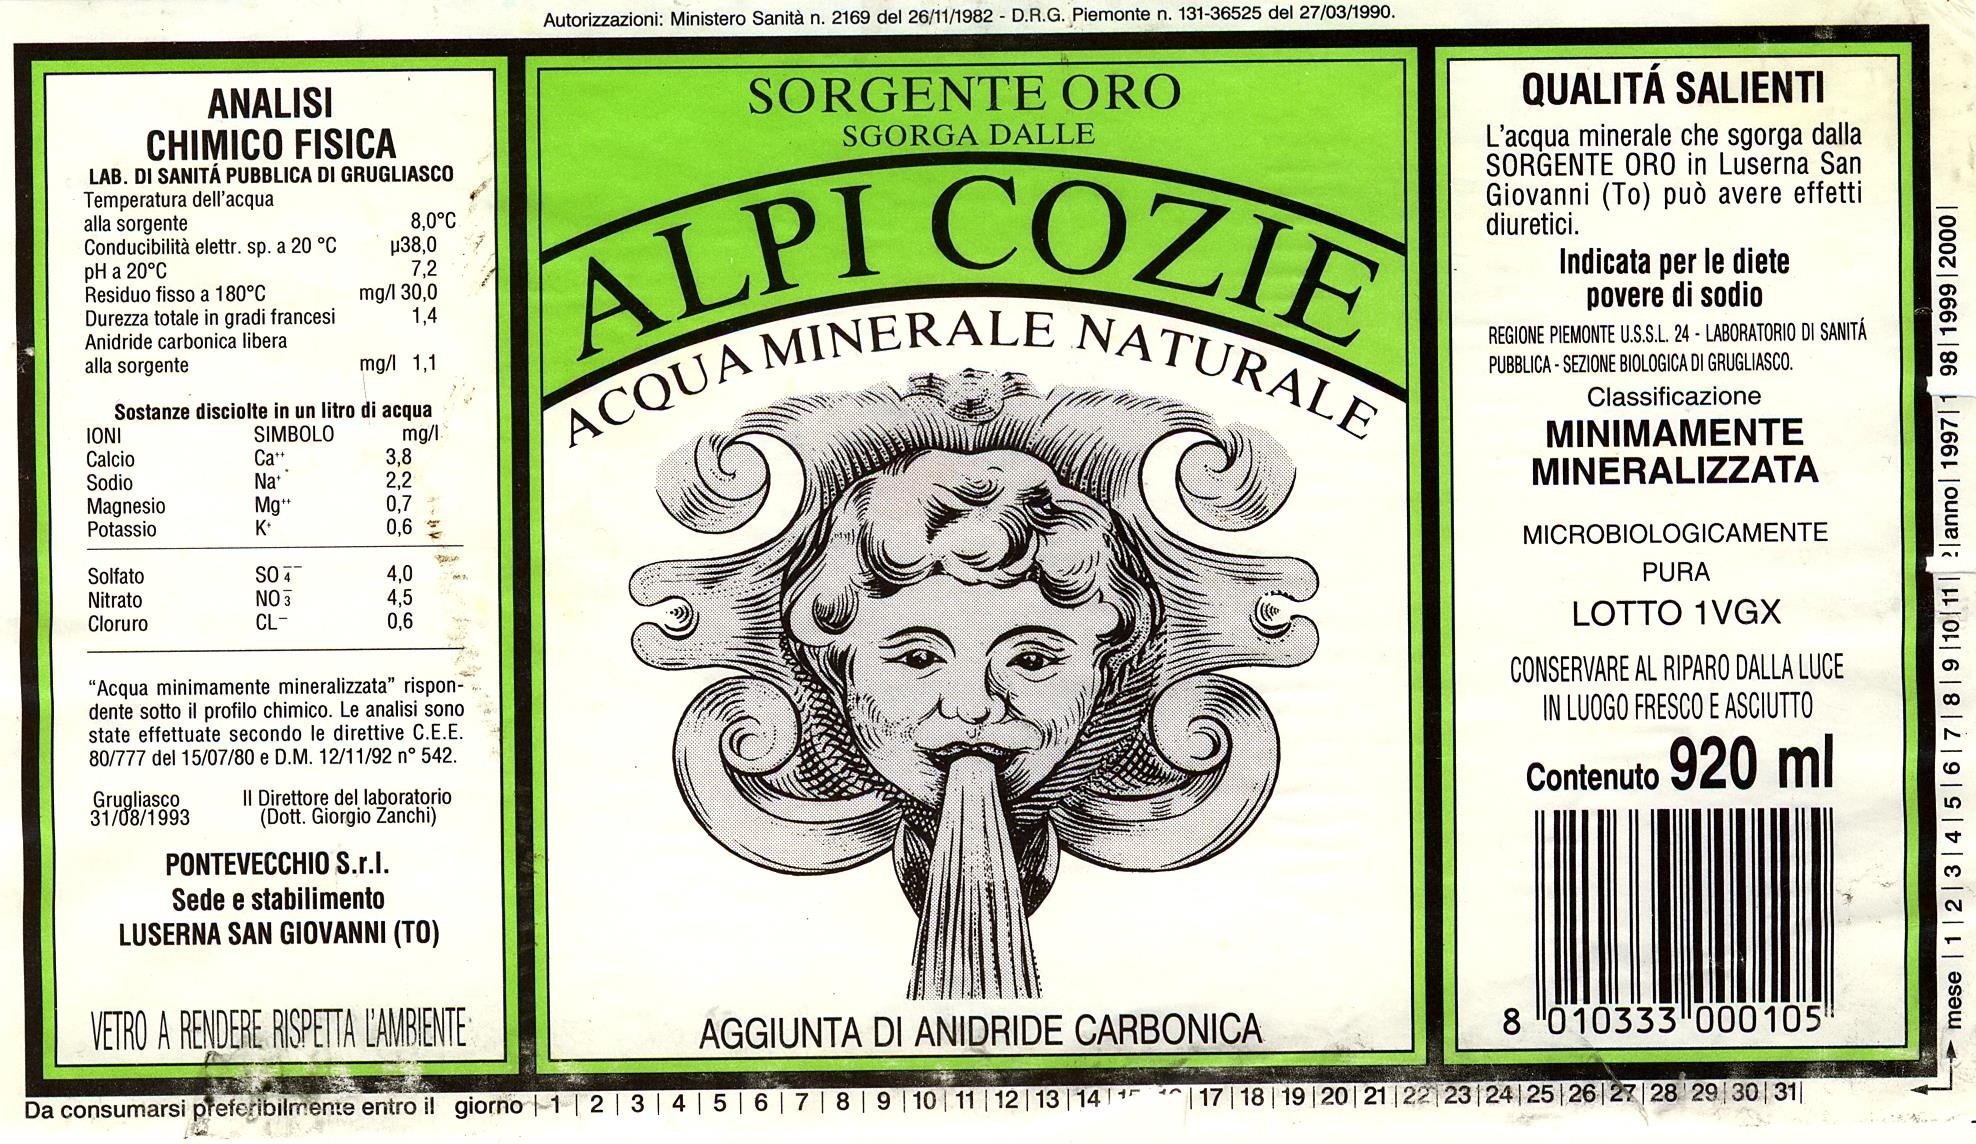 Autorizzazioni: Ministero Sanità n. 2169 del 26/11/1982 - D.R.G. Piemonte n. 131-36525 del 27/03/1990.
ANALISI
CHIMICO FISICA
LAB. DI SANITÁ PUBBLICA DI GRUGLIASCO
Temperatura dell'acqua
alla sorgente 8,0°C
Conducibilità elettr. sp. a 20 °C µ38,0
pH a 20°C 7,2
Residuo fisso a 180°C mg/l 30,0
Durezza totale in gradi francesi 1,4
Anidride carbonica libera
alla sorgente mg/l 1,1
Sostanze disciolte in un litro di acqua
IONI SIMBOLO mg/l
Calcio Ca⁺⁺ 3,8
Sodio Na⁺ 2,2
Magnesio Mg⁺⁺ 0,7
Potassio K⁺ 0,6
Solfato SO₄⁻⁻ 4,0
Nitrato NO₃⁻ 4,5
Cloruro CL⁻ 0,6
“Acqua minimamente mineralizzata” rispon-
dente sotto il profilo chimico. Le analisi sono
state effettuate secondo le direttive C.E.E.
80/777 del 15/07/80 e D.M. 12/11/92 n° 542.
Grugliasco Il Direttore del laboratorio
31/08/1993 (Dott. Giorgio Zanchi)
PONTEVECCHIO S.r.l.
Sede e stabilimento
LUSERNA SAN GIOVANNI (TO)
VETRO A RENDERE RISPETTA L'AMBIENTE
SORGENTE ORO
SGORGA DALLE
ALPI COZIE
ACQUA MINERALE NATURALE
AGGIUNTA DI ANIDRIDE CARBONICA
QUALITÁ SALIENTI
L'acqua minerale che sgorga dalla
SORGENTE ORO in Luserna San
Giovanni (To) può avere effetti
diuretici.
Indicata per le diete
povere di sodio
REGIONE PIEMONTE U.S.S.L. 24 - LABORATORIO DI SANITÁ
PUBBLICA - SEZIONE BIOLOGICA DI GRUGLIASCO.
Classificazione
MINIMAMENTE
MINERALIZZATA
MICROBIOLOGICAMENTE
PURA
LOTTO 1VGX
CONSERVARE AL RIPARO DALLA LUCE
IN LUOGO FRESCO E ASCIUTTO
Contenuto 920 ml
8 010333 000105
Da consumarsi preferibilmente entro il giorno | 1 | 2 | 3 | 4 | 5 | 6 | 7 | 8 | 9 | 10 | 11 | 12 | 13 | 14 | | 17 | 18 | 19 | 20 | 21 | 22 | 23 | 24 | 25 | 26 | 27 | 28 29 | 30 | 31|
mese | 1 | 2 | 3 | 4 | 5 | 6 | 7 | 8 | 9 | 10 | 11 | anno | 1997 | 98 | 1999 | 2000 |